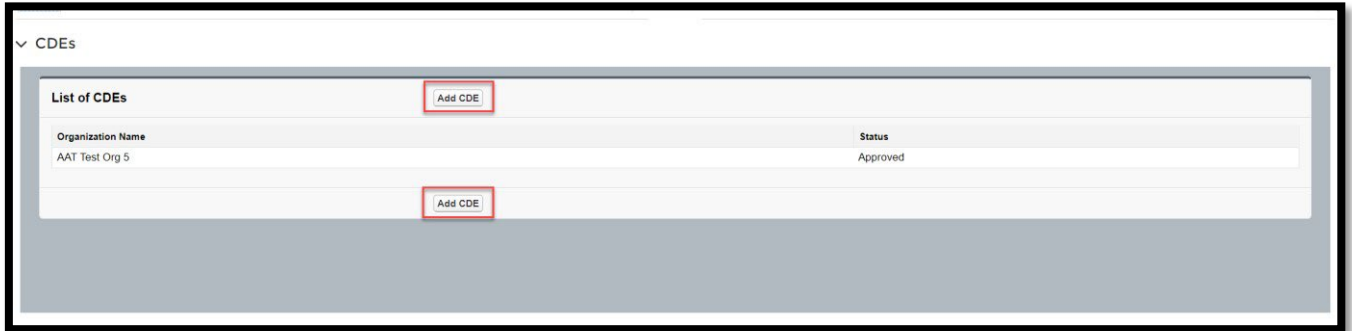 CDEs
List of CDEs Add CDE
Organization Name Status
AAT Test Org 5 Approved
Add CDE